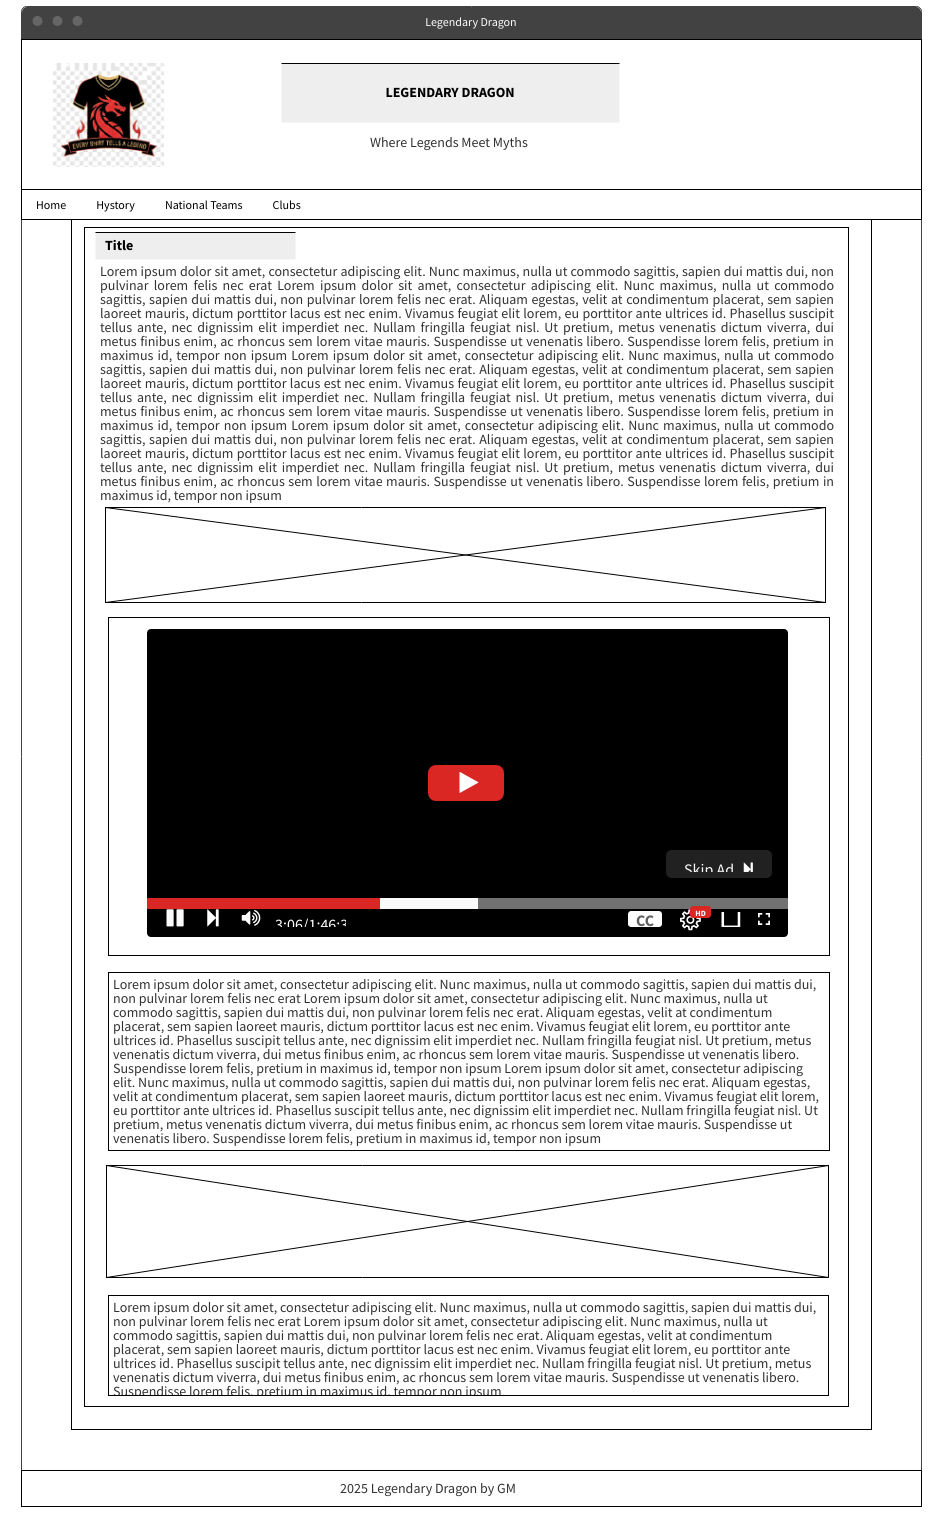 Legendary Dragon
EVERY SHIRT TELLS A LEGEND
LEGENDARY DRAGON
Where Legends Meet Myths
Home Hystory National Teams Clubs
Title
Lorem ipsum dolor sit amet, consectetur adipiscing elit. Nunc maximus, nulla ut commodo sagittis, sapien dui mattis dui, non
pulvinar lorem felis nec erat Lorem ipsum dolor sit amet, consectetur adipiscing elit. Nunc maximus, nulla ut commodo
sagittis, sapien dui mattis dui, non pulvinar lorem felis nec erat. Aliquam egestas, velit at condimentum placerat, sem sapien
laoreet mauris, dictum porttitor lacus est nec enim. Vivamus feugiat elit lorem, eu porttitor ante ultrices id. Phasellus suscipit
tellus ante, nec dignissim elit imperdiet nec. Nullam fringilla feugiat nisl. Ut pretium, metus venenatis dictum viverra, dui
metus finibus enim, ac rhoncus sem lorem vitae mauris. Suspendisse ut venenatis libero. Suspendisse lorem felis, pretium in
maximus id, tempor non ipsum Lorem ipsum dolor sit amet, consectetur adipiscing elit. Nunc maximus, nulla ut commodo
sagittis, sapien dui mattis dui, non pulvinar lorem felis nec erat. Aliquam egestas, velit at condimentum placerat, sem sapien
laoreet mauris, dictum porttitor lacus est nec enim. Vivamus feugiat elit lorem, eu porttitor ante ultrices id. Phasellus suscipit
tellus ante, nec dignissim elit imperdiet nec. Nullam fringilla feugiat nisl. Ut pretium, metus venenatis dictum viverra, dui
metus finibus enim, ac rhoncus sem lorem vitae mauris. Suspendisse ut venenatis libero. Suspendisse lorem felis, pretium in
maximus id, tempor non ipsum Lorem ipsum dolor sit amet, consectetur adipiscing elit. Nunc maximus, nulla ut commodo
sagittis, sapien dui mattis dui, non pulvinar lorem felis nec erat. Aliquam egestas, velit at condimentum placerat, sem sapien
laoreet mauris, dictum porttitor lacus est nec enim. Vivamus feugiat elit lorem, eu porttitor ante ultrices id. Phasellus suscipit
tellus ante, nec dignissim elit imperdiet nec. Nullam fringilla feugiat nisl. Ut pretium, metus venenatis dictum viverra, dui
metus finibus enim, ac rhoncus sem lorem vitae mauris. Suspendisse ut venenatis libero. Suspendisse lorem felis, pretium in
maximus id, tempor non ipsum
Skip Ad
3:06/1:46:3
CC
HD
Lorem ipsum dolor sit amet, consectetur adipiscing elit. Nunc maximus, nulla ut commodo sagittis, sapien dui mattis dui,
non pulvinar lorem felis nec erat Lorem ipsum dolor sit amet, consectetur adipiscing elit. Nunc maximus, nulla ut
commodo sagittis, sapien dui mattis dui, non pulvinar lorem felis nec erat. Aliquam egestas, velit at condimentum
placerat, sem sapien laoreet mauris, dictum porttitor lacus est nec enim. Vivamus feugiat elit lorem, eu porttitor ante
ultrices id. Phasellus suscipit tellus ante, nec dignissim elit imperdiet nec. Nullam fringilla feugiat nisl. Ut pretium, metus
venenatis dictum viverra, dui metus finibus enim, ac rhoncus sem lorem vitae mauris. Suspendisse ut venenatis libero.
Suspendisse lorem felis, pretium in maximus id, tempor non ipsum Lorem ipsum dolor sit amet, consectetur adipiscing
elit. Nunc maximus, nulla ut commodo sagittis, sapien dui mattis dui, non pulvinar lorem felis nec erat. Aliquam egestas,
velit at condimentum placerat, sem sapien laoreet mauris, dictum porttitor lacus est nec enim. Vivamus feugiat elit lorem,
eu porttitor ante ultrices id. Phasellus suscipit tellus ante, nec dignissim elit imperdiet nec. Nullam fringilla feugiat nisl. Ut
pretium, metus venenatis dictum viverra, dui metus finibus enim, ac rhoncus sem lorem vitae mauris. Suspendisse ut
venenatis libero. Suspendisse lorem felis, pretium in maximus id, tempor non ipsum
Lorem ipsum dolor sit amet, consectetur adipiscing elit. Nunc maximus, nulla ut commodo sagittis, sapien dui mattis dui,
non pulvinar lorem felis nec erat Lorem ipsum dolor sit amet, consectetur adipiscing elit. Nunc maximus, nulla ut
commodo sagittis, sapien dui mattis dui, non pulvinar lorem felis nec erat. Aliquam egestas, velit at condimentum
placerat, sem sapien laoreet mauris, dictum porttitor lacus est nec enim. Vivamus feugiat elit lorem, eu porttitor ante
ultrices id. Phasellus suscipit tellus ante, nec dignissim elit imperdiet nec. Nullam fringilla feugiat nisl. Ut pretium, metus
venenatis dictum viverra, dui metus finibus enim, ac rhoncus sem lorem vitae mauris. Suspendisse ut venenatis libero.
Suspendisse lorem felis, pretium in maximus id, tempor non ipsum
2025 Legendary Dragon by GM